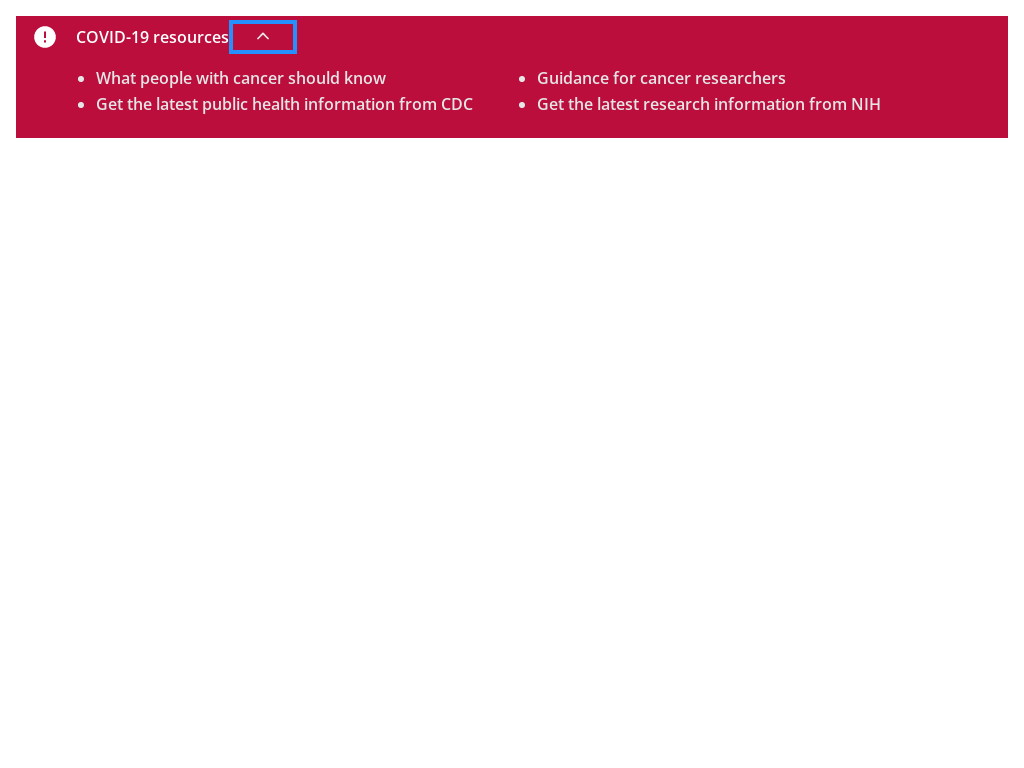 COVID-19 resources
What people with cancer should know
Get the latest public health information from CDC
Guidance for cancer researchers
Get the latest research information from NIH